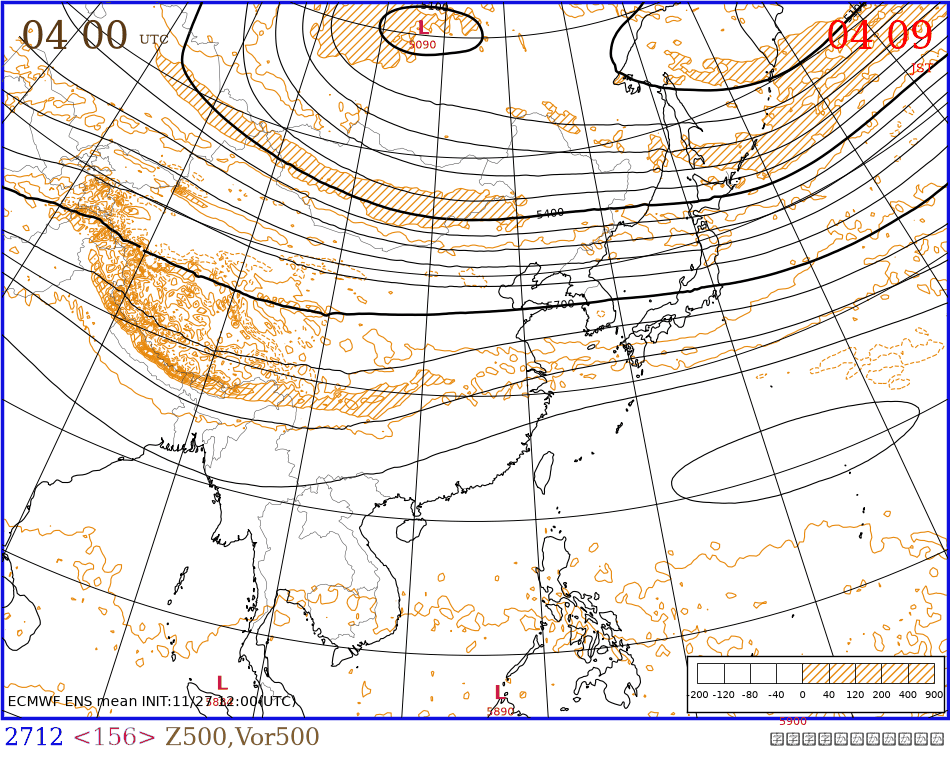 04 00 UTC
04 09 JST
L
5090
5400
5700
L
L
5890
ECMWF ENS mean INIT:11/27 12:00(UTC)
-200 -120 -80 -40 0 40 120 200 400 900
5900
2712 <156> Z500,Vor500